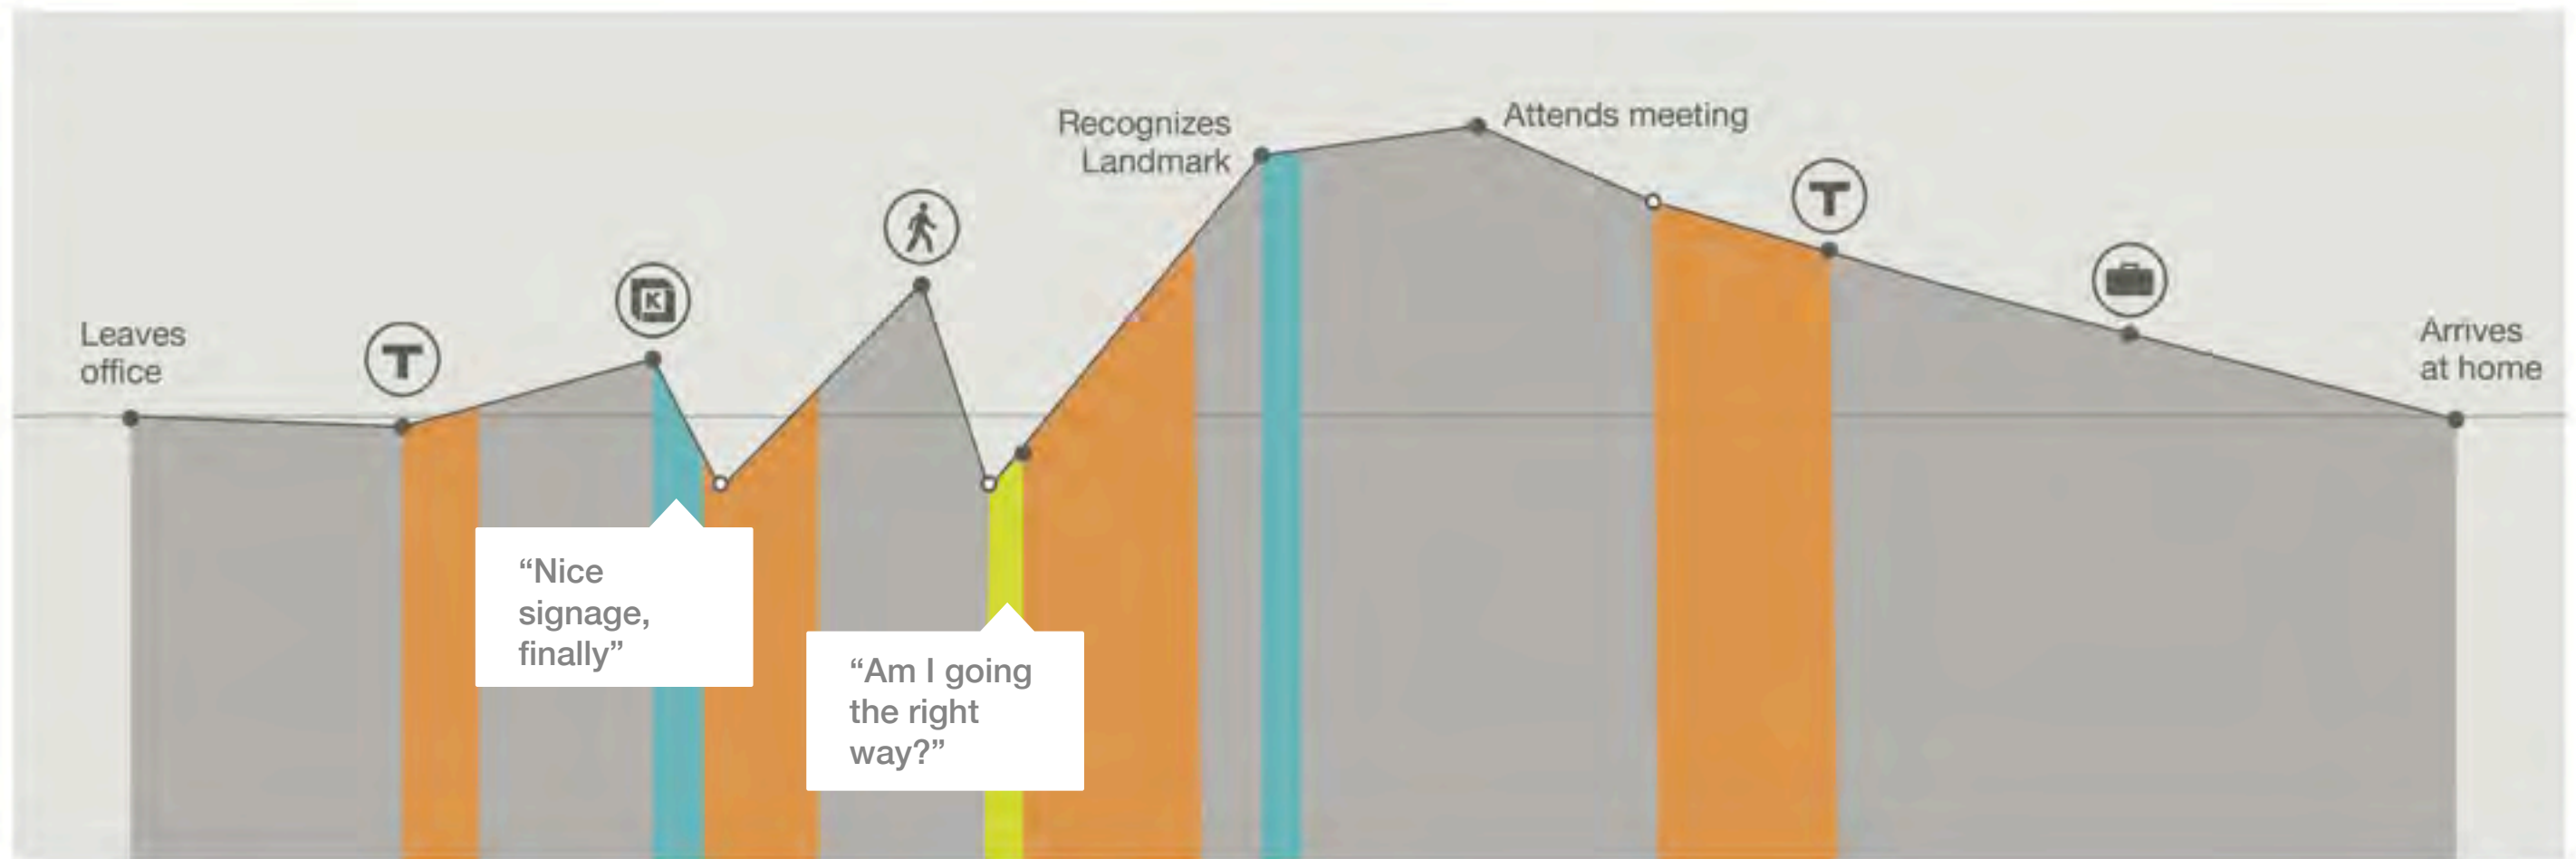 Leaves
office
T
K
“Nice
signage,
finally”
“Am I going
the right
way?”
Recognizes
Landmark
Attends meeting
T
Arrives
at home